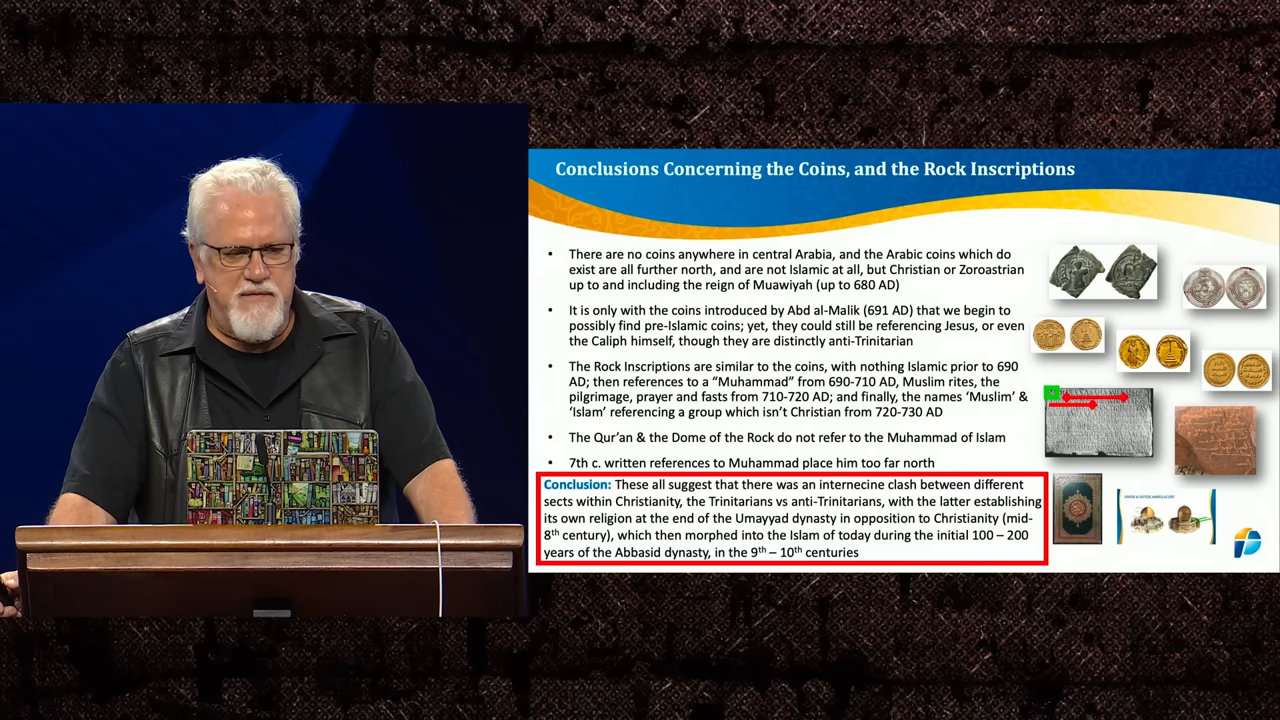 Conclusions Concerning the Coins, and the Rock Inscriptions
• There are no coins anywhere in central Arabia, and the Arabic coins which do
exist are all further north, and are not Islamic at all, but Christian or Zoroastrian
up to and including the reign of Muawiyah (up to 680 AD)
• It is only with the coins introduced by Abd al-Malik (691 AD) that we begin to
possibly find pre-Islamic coins; yet, they could still be referencing Jesus, or even
the Caliph himself, though they are distinctly anti-Trinitarian
• The Rock Inscriptions are similar to the coins, with nothing Islamic prior to 690
AD; then references to a “Muhammad” from 690-710 AD, Muslim rites, the
pilgrimage, prayer and fasts from 710-720 AD; and finally, the names ‘Muslim’ &
‘Islam’ referencing a group which isn’t Christian from 720-730 AD
• The Qur’an & the Dome of the Rock do not refer to the Muhammad of Islam
• 7th c. written references to Muhammad place him too far north
Conclusion: These all suggest that there was an internecine clash between different
sects within Christianity, the Trinitarians vs anti-Trinitarians, with the latter establishing
its own religion at the end of the Umayyad dynasty in opposition to Christianity (mid-
8th century), which then morphed into the Islam of today during the initial 100 – 200
years of the Abbasid dynasty, in the 9th – 10th centuries